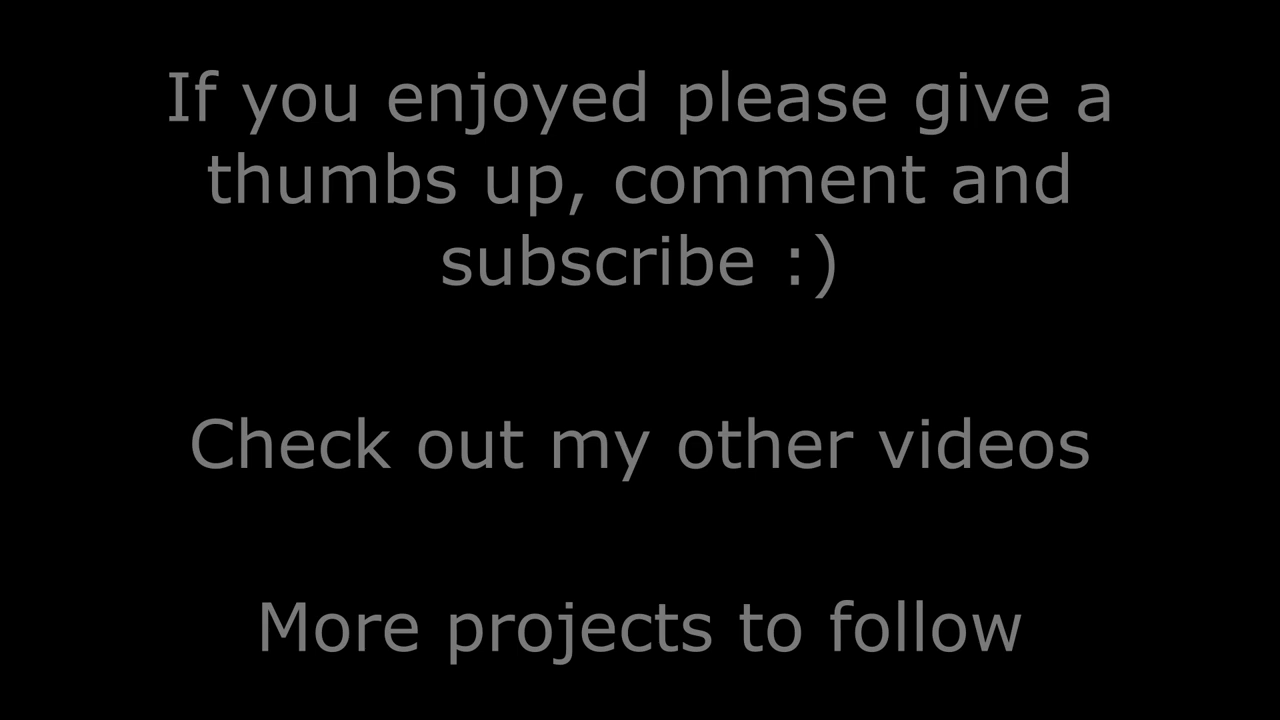 If you enjoyed please give a
thumbs up, comment and
subscribe :)
Check out my other videos
More projects to follow